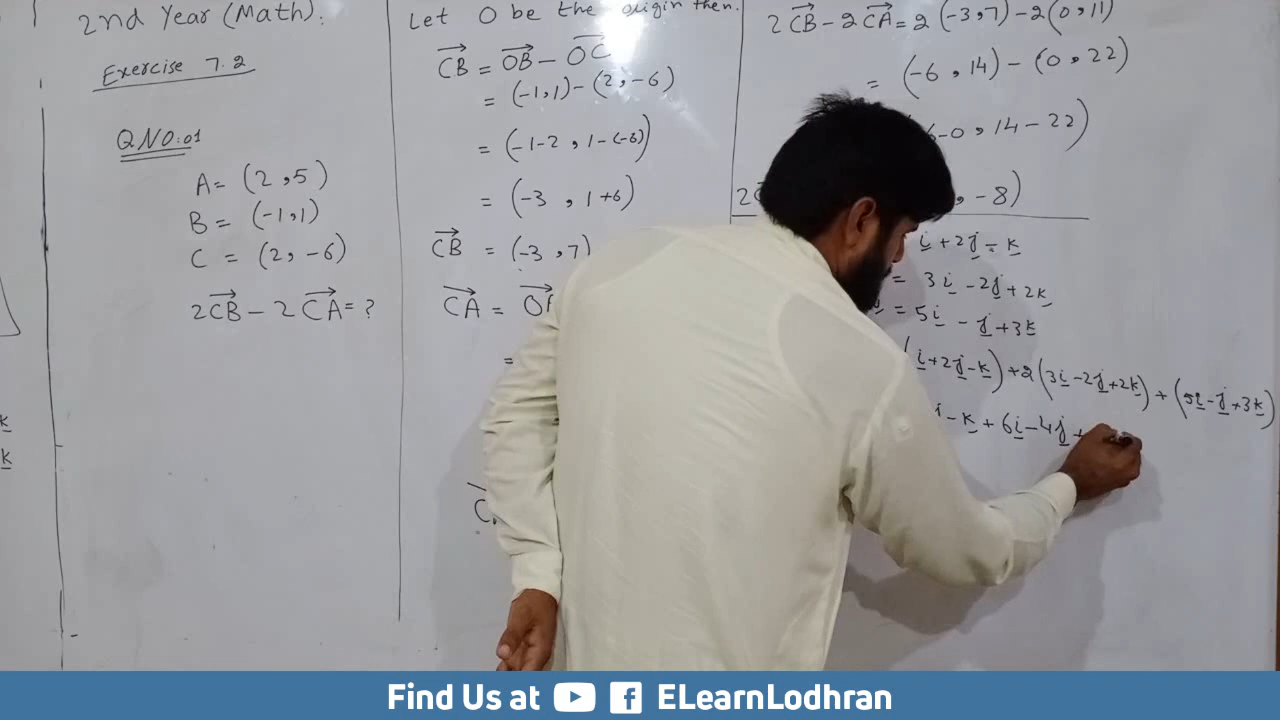 2nd Year (Math).
Exercise 7.2
QNO:01
A = (2, 5)
B = (-1, 1)
C = (2, -6)
2CB - 2CA = ?
Let O be the origin then.
CB = OB - OC
= (-1, 1) - (2, -6)
= (-1-2, 1-(-6))
= (-3, 1+6)
CB = (-3, 7)
CA =
=
2CB - 2CA = 2(-3, 7) - 2(0, 11)
= (-6, 14) - (0, 22)
-0, 14-22)
, -8)
i + 2j - k
= 3i - 2j + 2k
= 5i - j + 3k
(i + 2j - k) + 2(3i - 2j + 2k) + (5i - j + 3k)
- k + 6i - 4j +
k
k
Find Us at ELearnLodhran